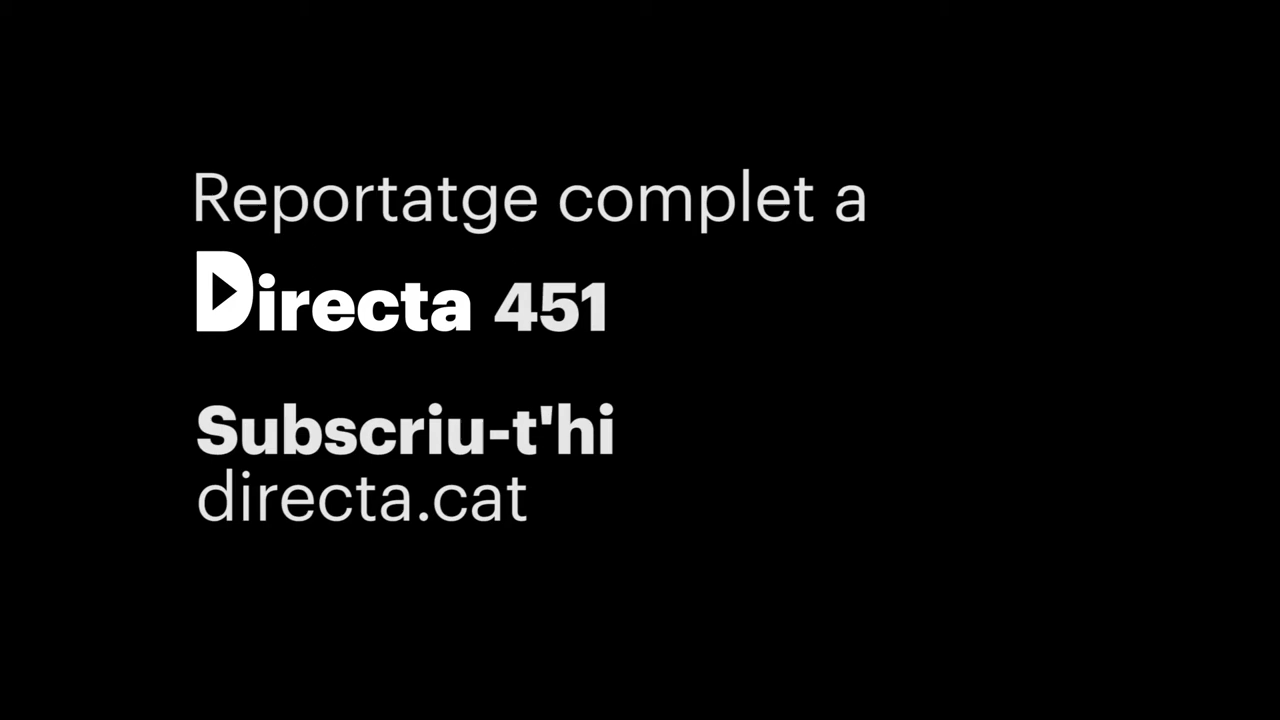 Reportatge complet a
Directa 451
Subscriu-t'hi
directa.cat